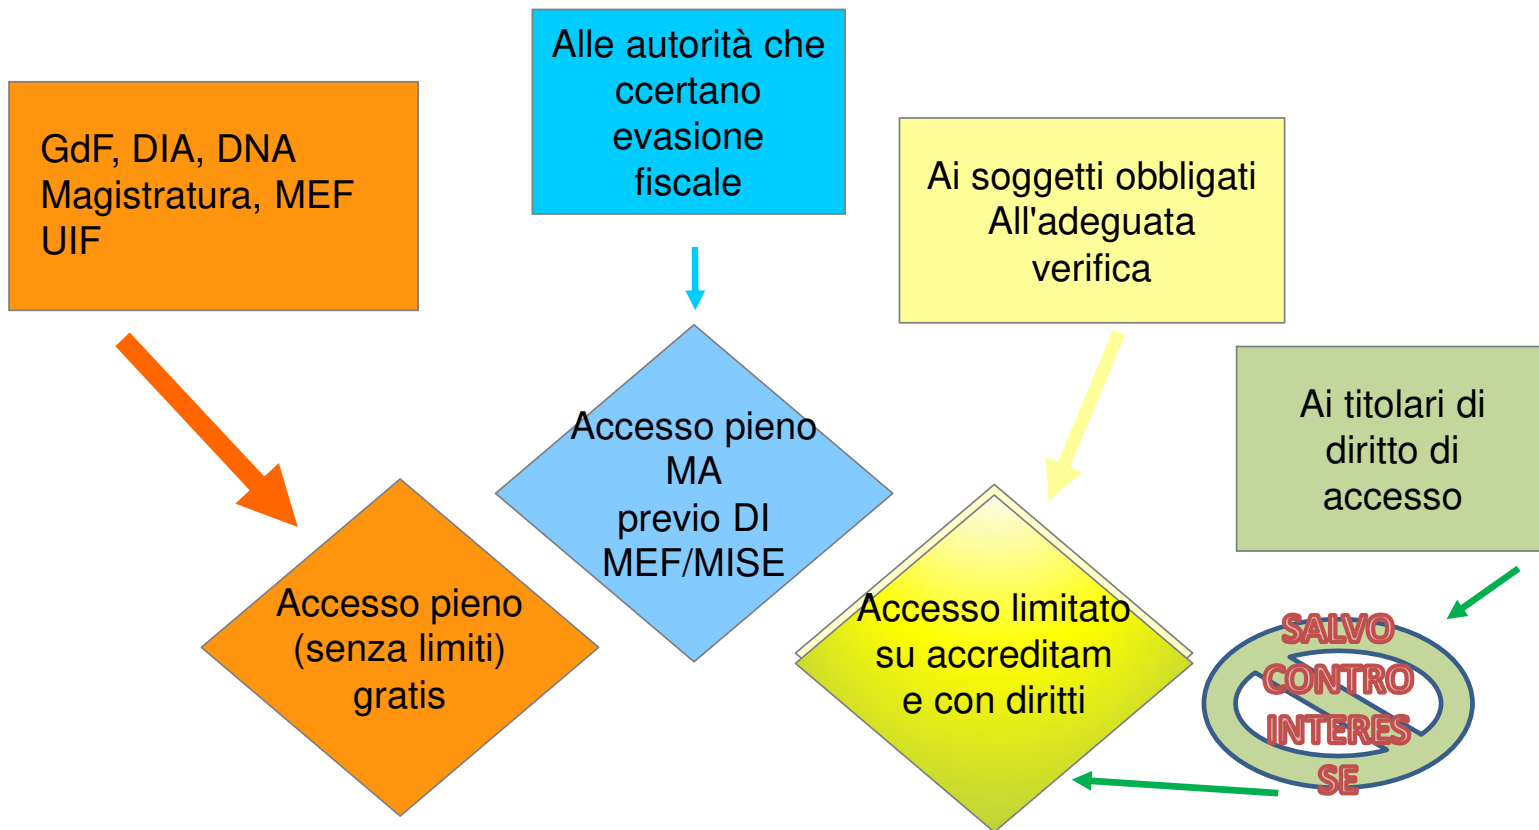 Alle autorità che
ccertano
evasione
fiscale
GdF, DIA, DNA
Magistratura, MEF
UIF
Ai soggetti obbligati
All'adeguata
verifica
Ai titolari di
diritto di
accesso
Accesso pieno
MA
previo DI
MEF/MISE
Accesso pieno
(senza limiti)
gratis
Accesso limitato
su accreditam
e con diritti
SALVO
CONTRO
INTERES
SE